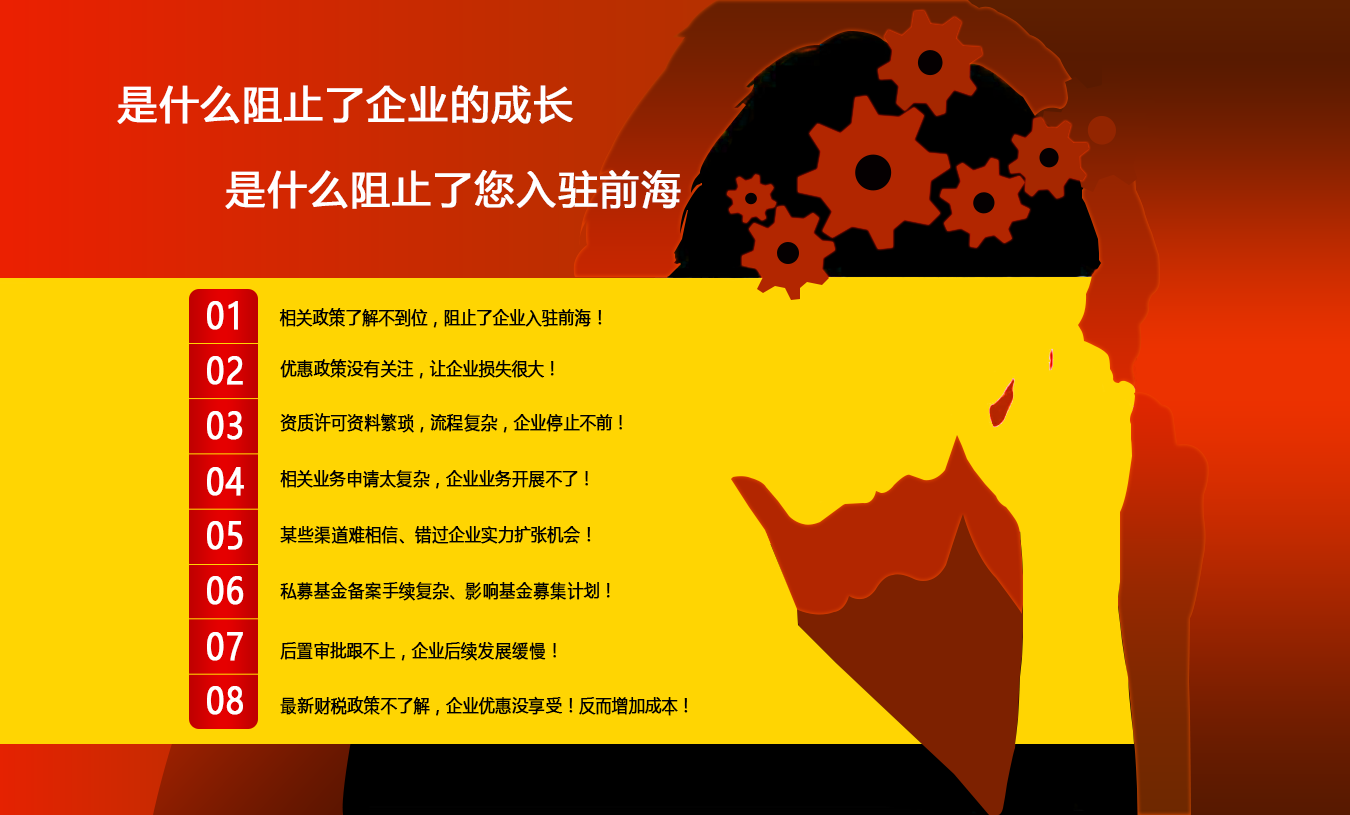 是什么阻止了企业的成长
是什么阻止了您入驻前海
01 相关政策了解不到位，阻止了企业入驻前海！
02 优惠政策没有关注，让企业损失很大！
03 资质许可资料繁琐，流程复杂，企业停止不前！
04 相关业务申请太复杂，企业业务开展不了！
05 某些渠道难相信、错过企业实力扩张机会！
06 私募基金备案手续复杂、影响基金募集计划！
07 后置审批跟不上，企业后续发展缓慢！
08 最新财税政策不了解，企业优惠没享受！反而增加成本！